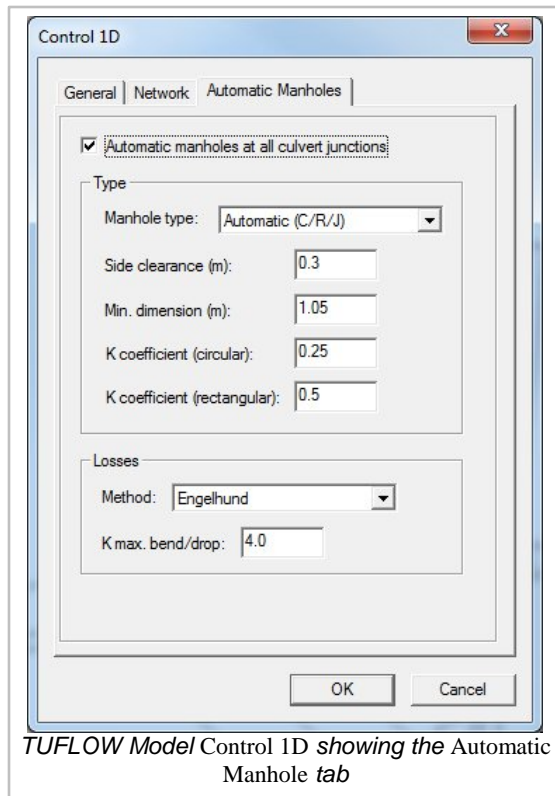 Control 1D
General Network Automatic Manholes
Automatic manholes at all culvert junctions
Type
Manhole type: Automatic (C/R/J)
Side clearance (m): 0.3
Min. dimension (m): 1.05
K coefficient (circular): 0.25
K coefficient (rectangular): 0.5
Losses
Method: Engelhund
K max. bend/drop: 4.0
OK Cancel
TUFLOW Model Control 1D showing the Automatic
Manhole tab